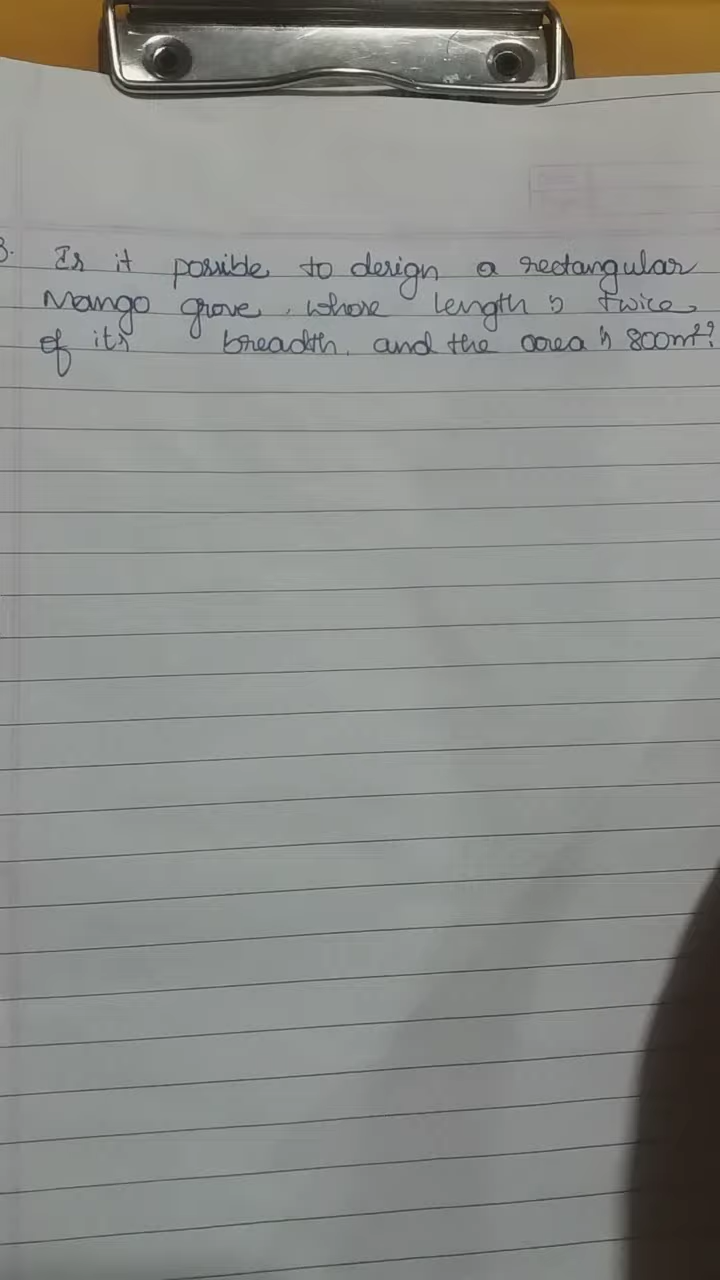 3. Is it possible to design a rectangular
Mango grove, whose length is twice,
of its breadth, and the area is 800m²?